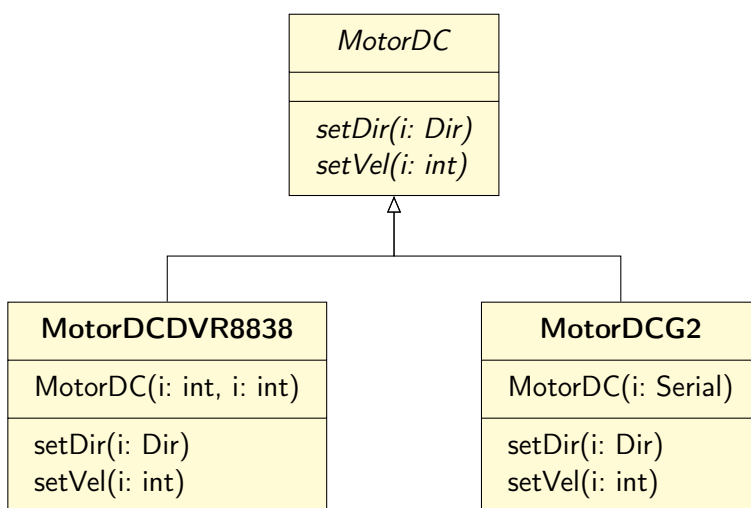 MotorDC
setDir(i: Dir)
setVel(i: int)
MotorDCDVR8838
MotorDC(i: int, i: int)
setDir(i: Dir)
setVel(i: int)
MotorDCG2
MotorDC(i: Serial)
setDir(i: Dir)
setVel(i: int)